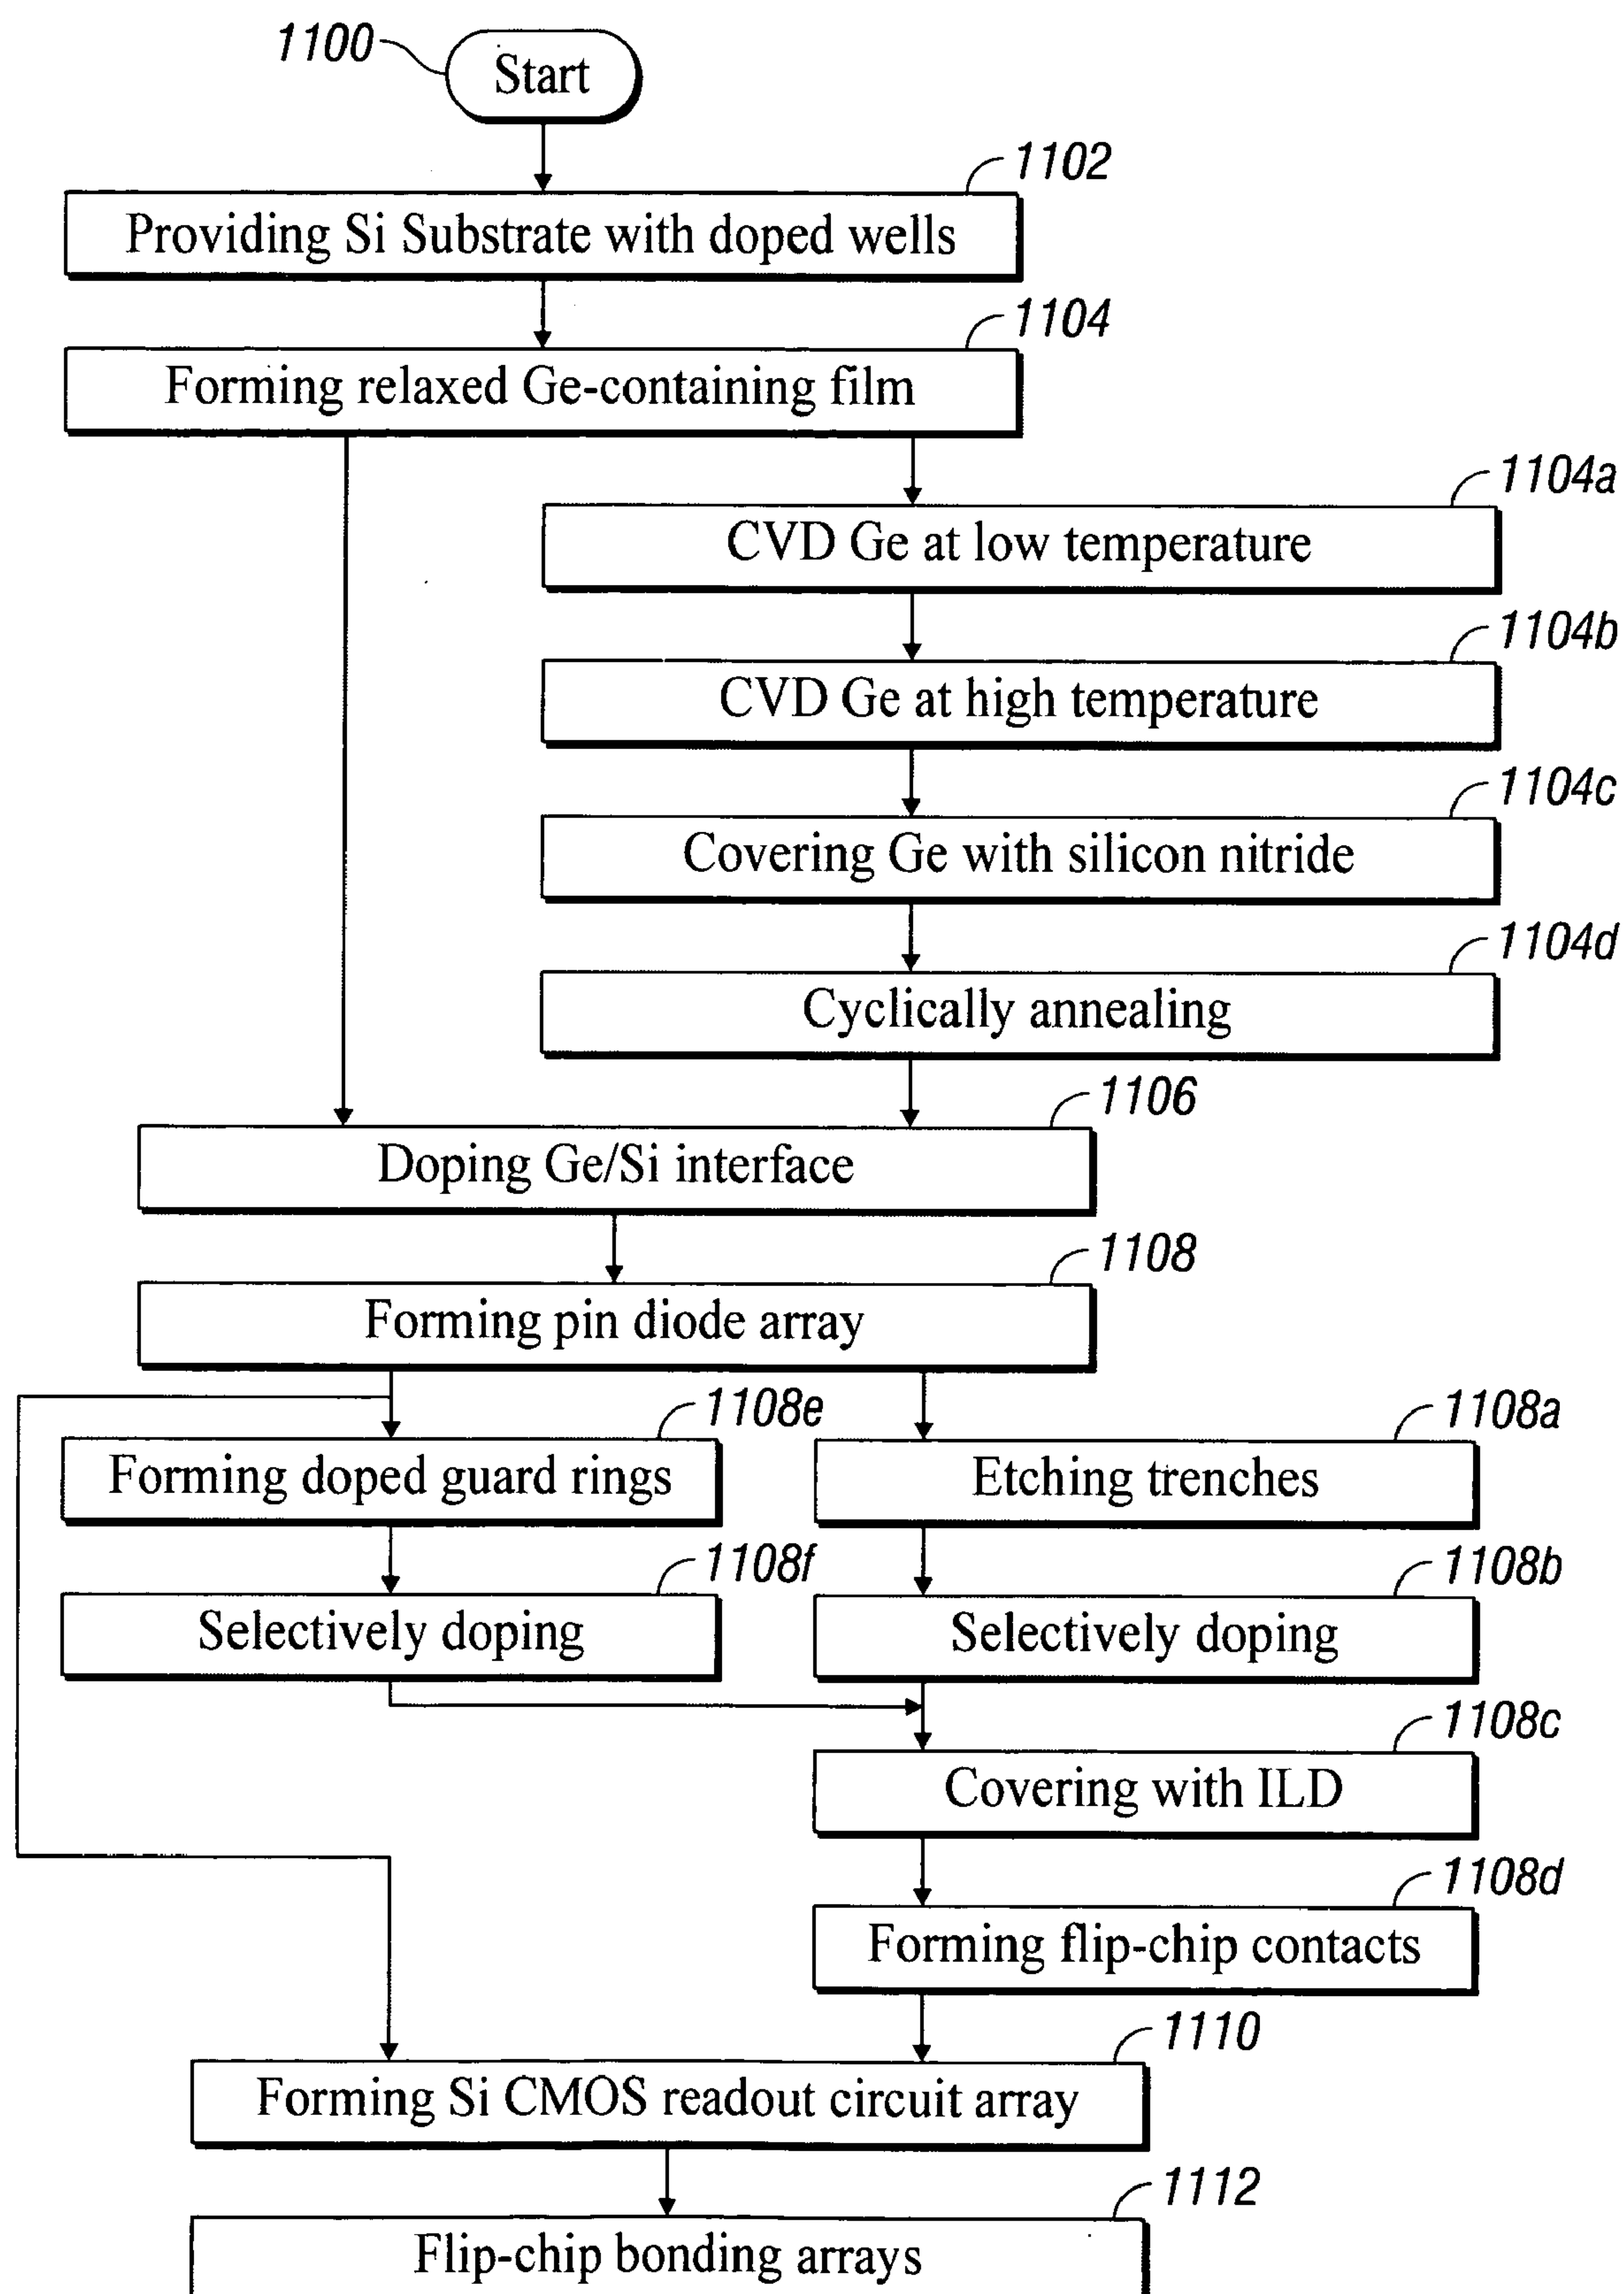 1100
Start
1102
Providing Si Substrate with doped wells
1104
Forming relaxed Ge-containing film
1104a
CVD Ge at low temperature
1104b
CVD Ge at high temperature
1104c
Covering Ge with silicon nitride
1104d
Cyclically annealing
1106
Doping Ge/Si interface
1108
Forming pin diode array
1108e
1108a
Forming doped guard rings
Etching trenches
1108f
1108b
Selectively doping
Selectively doping
1108c
Covering with ILD
1108d
Forming flip-chip contacts
1110
Forming Si CMOS readout circuit array
1112
Flip-chip bonding arrays